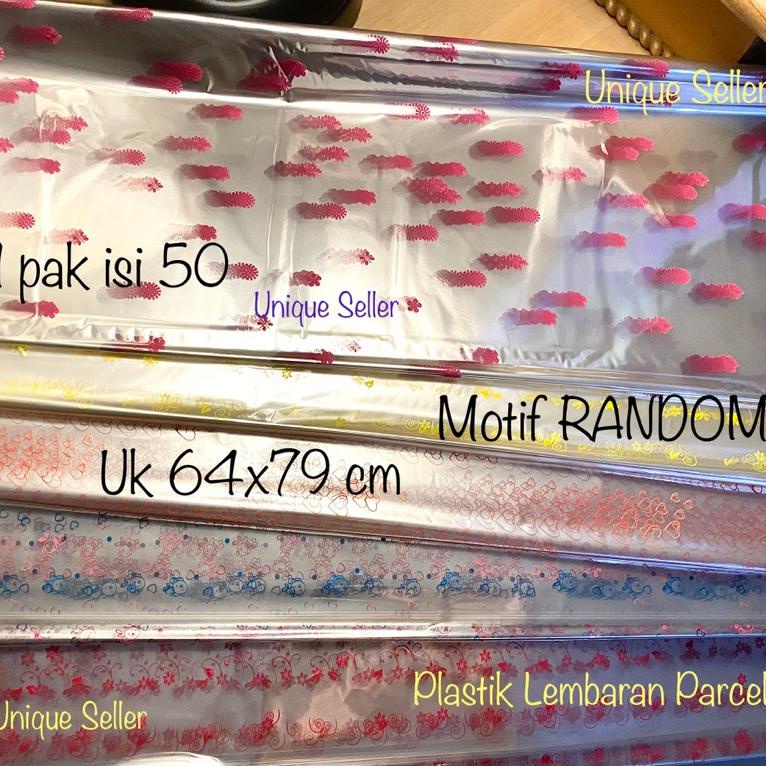 Unique Seller
1 pak isi 50
Unique Seller
Motif RANDOM
Uk 64x79 cm
Plastik Lembaran Parcel
Unique Seller